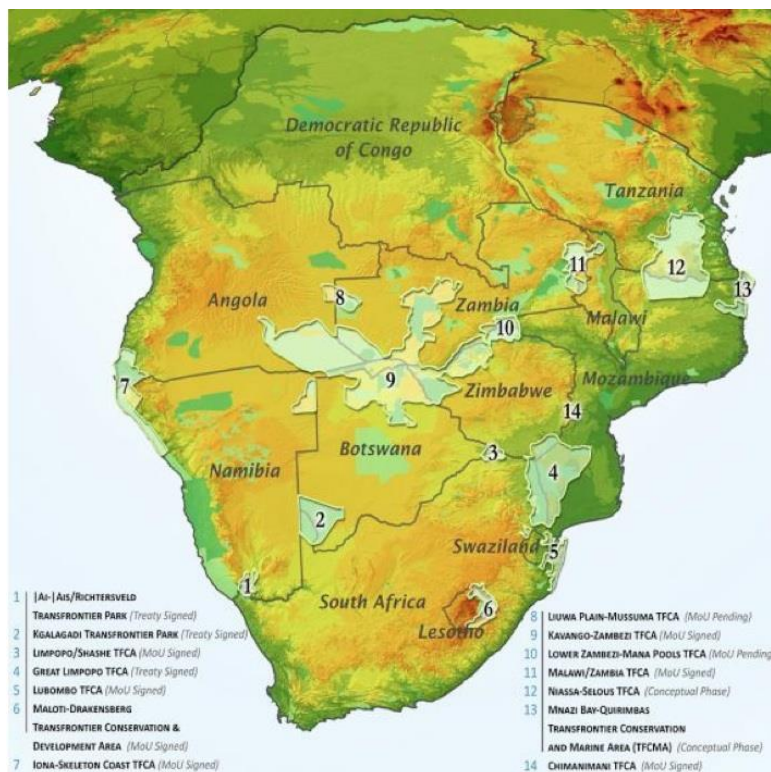 Democratic Republic
of Congo
Tanzania
12
11
13
Angola
8
Zambia
10
Malawi
7
9
Mozambique
Zimbabwe
14
Botswana
3
Namibia
4
2
Swaziland
5
1
South Africa
6
Lesotho
1 |Ai-|Ais/Richtersveld
Transfrontier Park (Treaty Signed)
2 Kgalagadi Transfrontier Park (Treaty Signed)
3 Limpopo/Shashe TFCA (MoU Signed)
4 Great Limpopo TFCA (Treaty Signed)
5 Lubombo TFCA (MoU Signed)
6 Maloti-Drakensberg
Transfrontier Conservation &
Development Area (MoU Signed)
7 Iona-Skeleton Coast TFCA (MoU Signed)
8 Liuwa Plain-Mussuma TFCA (MoU Pending)
9 Kavango-Zambezi TFCA (MoU Signed)
10 Lower Zambezi-Mana Pools TFCA (MoU Pending
11 Malawi/Zambia TFCA (MoU Signed)
12 Niassa-Selous TFCA (Conceptual Phase)
13 Mnazi Bay-Quirimbas
Transfrontier Conservation
and Marine Area (TFCMA) (Conceptual Phase)
14 Chimanimani TFCA (MoU Signed)